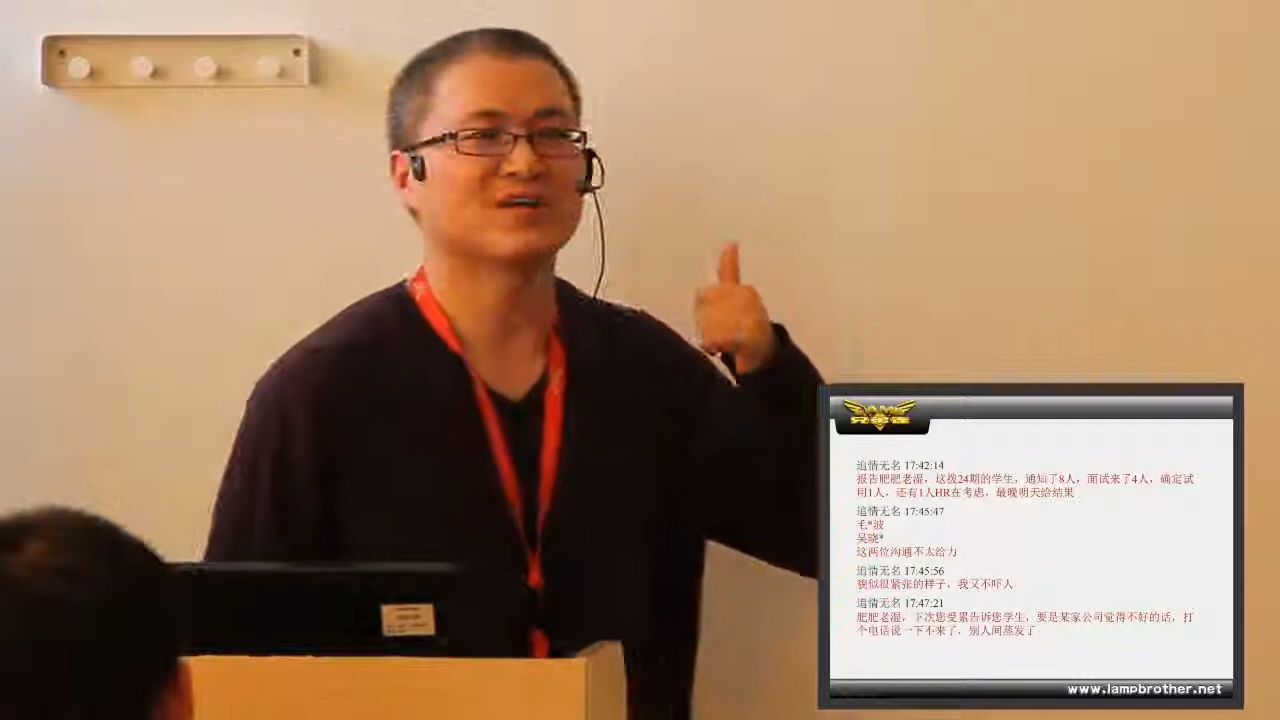 LAMP
兄弟连
追情无名 17:42:14
报告肥肥老湿，这拨24期的学生，通知了8人，面试来了4人，确定试
用1人，还有1人HR在考虑，最晚明天给结果
追情无名 17:45:47
毛*波
吴晓*
这两位沟通不太给力
追情无名 17:45:56
貌似很紧张的样子，我又不吓人
追情无名 17:47:21
肥肥老湿，下次您受累告诉您学生，要是某家公司觉得不好的话，打
个电话说一下不来了，别人间蒸发了
www.lampbrother.net